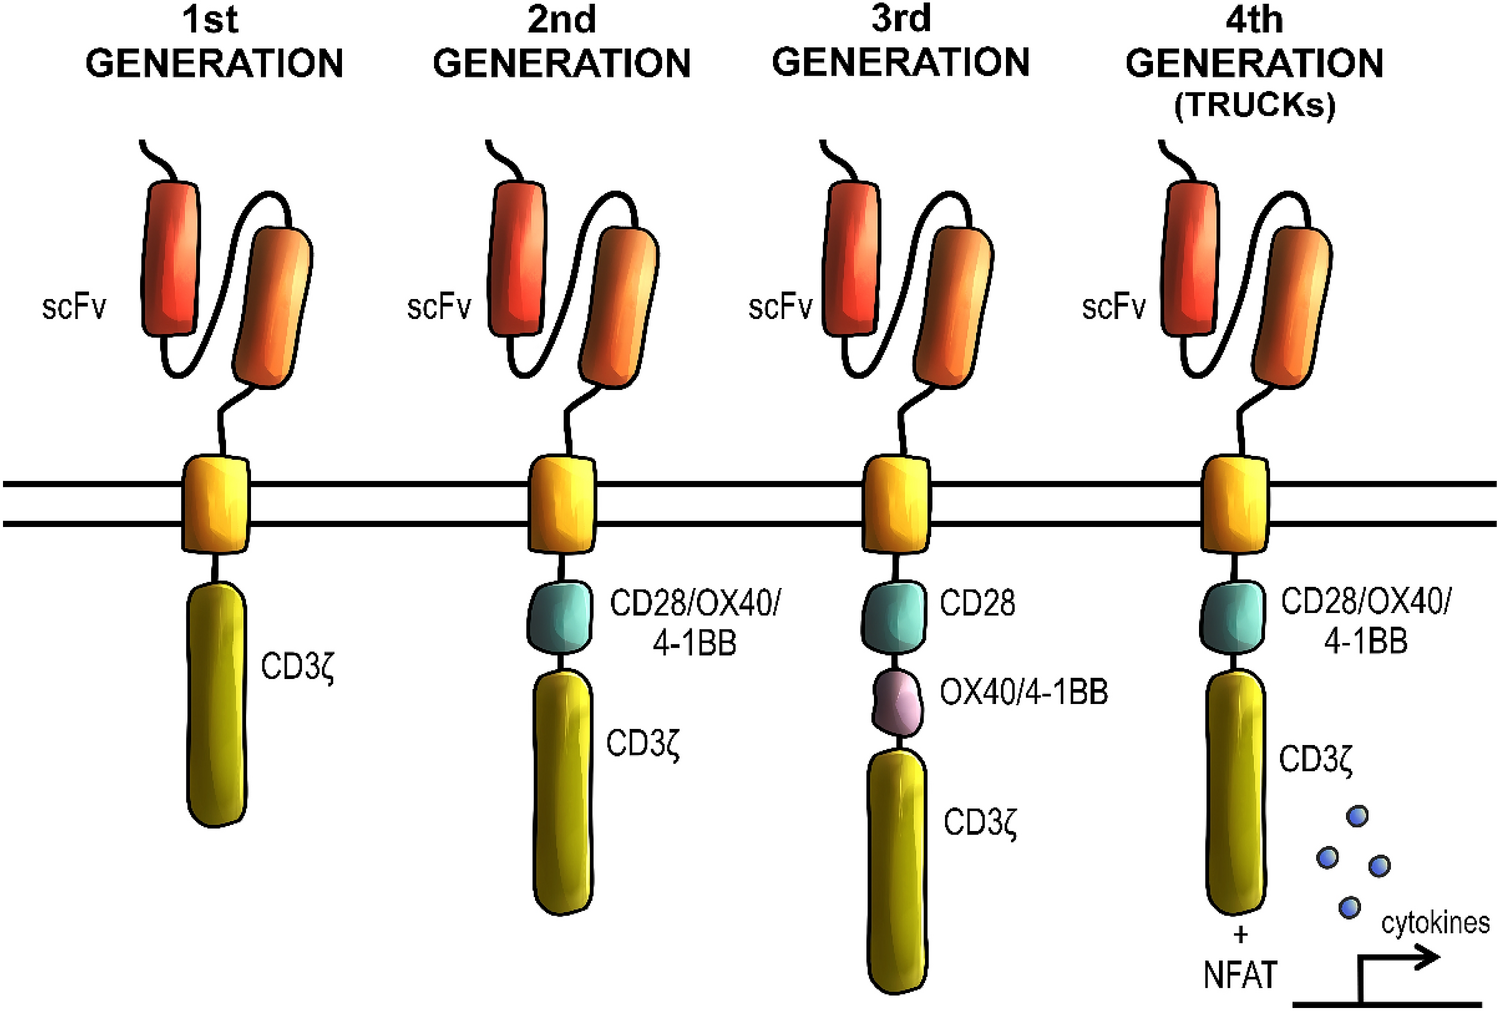 1st
GENERATION
2nd
GENERATION
3rd
GENERATION
4th
GENERATION
(TRUCKs)
scFv
scFv
scFv
scFv
CD3ζ
CD28/OX40/
4-1BB
CD3ζ
CD28
OX40/4-1BB
CD3ζ
CD28/OX40/
4-1BB
CD3ζ
+
NFAT
cytokines